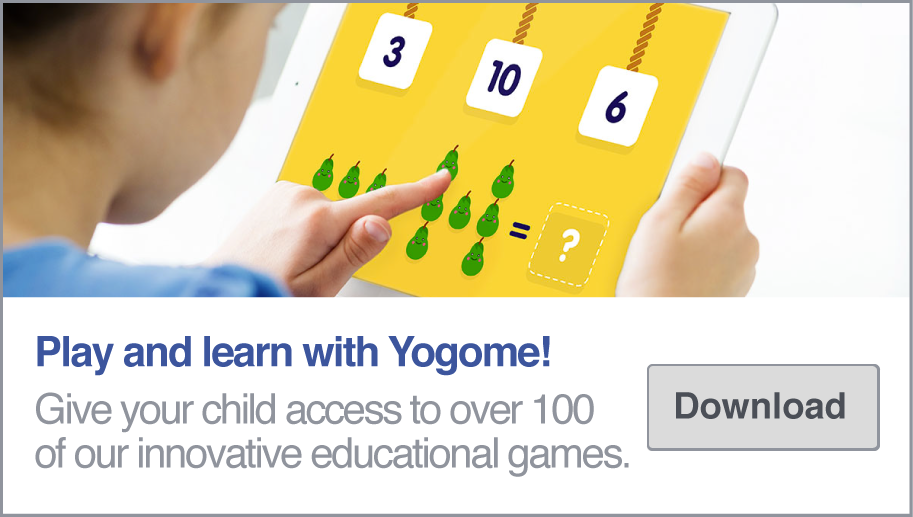 3
10
6
= ?
Play and learn with Yogome!
Give your child access to over 100
of our innovative educational games.
Download